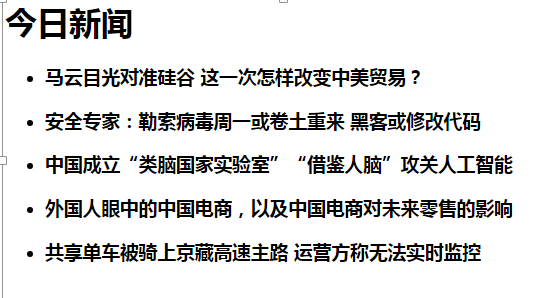 今日新闻
马云目光对准硅谷 这一次怎样改变中美贸易？
安全专家：勒索病毒周一或卷土重来 黑客或修改代码
中国成立“类脑国家实验室”“借鉴人脑”攻关人工智能
外国人眼中的中国电商，以及中国电商对未来零售的影响
共享单车被骑上京藏高速主路 运营方称无法实时监控